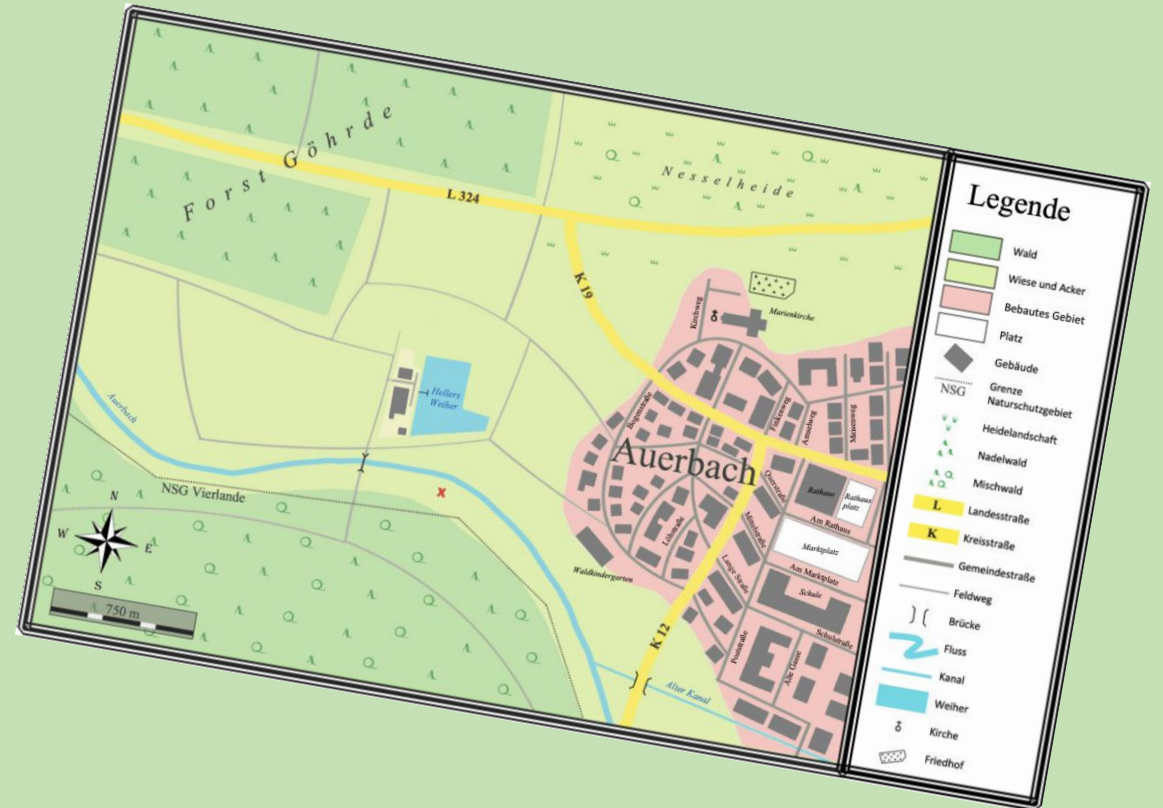 Forst Göhrde
Nesselheide
L 324
K 19
Kirchweg
Marienkirche
Auerbach
Hellers
Weiher
Bogenstraße
Finkenweg
Amselweg
Meisenweg
Auerbach
Querstraße
Rathaus
Rathaus
platz
Am Rathaus
NSG Vierlande
Löhstraße
Mittelstraße
Marktplatz
Am Marktplatz
Waldkindergarten
Lange Straße
Schule
Schulstraße
K 12
Poststraße
Alte Gasse
Alter Kanal
N
W
E
S
750 m
Legende
Wald
Wiese und Acker
Bebautes Gebiet
Platz
Gebäude
NSG
Grenze
Naturschutzgebiet
Heidelandschaft
Nadelwald
Mischwald
L
Landesstraße
K
Kreisstraße
Gemeindestraße
Feldweg
Brücke
Fluss
Kanal
Weiher
Kirche
Friedhof